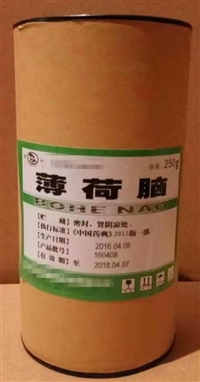 净重:250g
薄荷脑
BOHE NAO
【贮 藏】密封,置阴凉处。
【执行标准】《中国药典》2015版一部
【生产日期】 2016.04.08
【产品批号】 160408
【有 效 期】至 2018.04.07